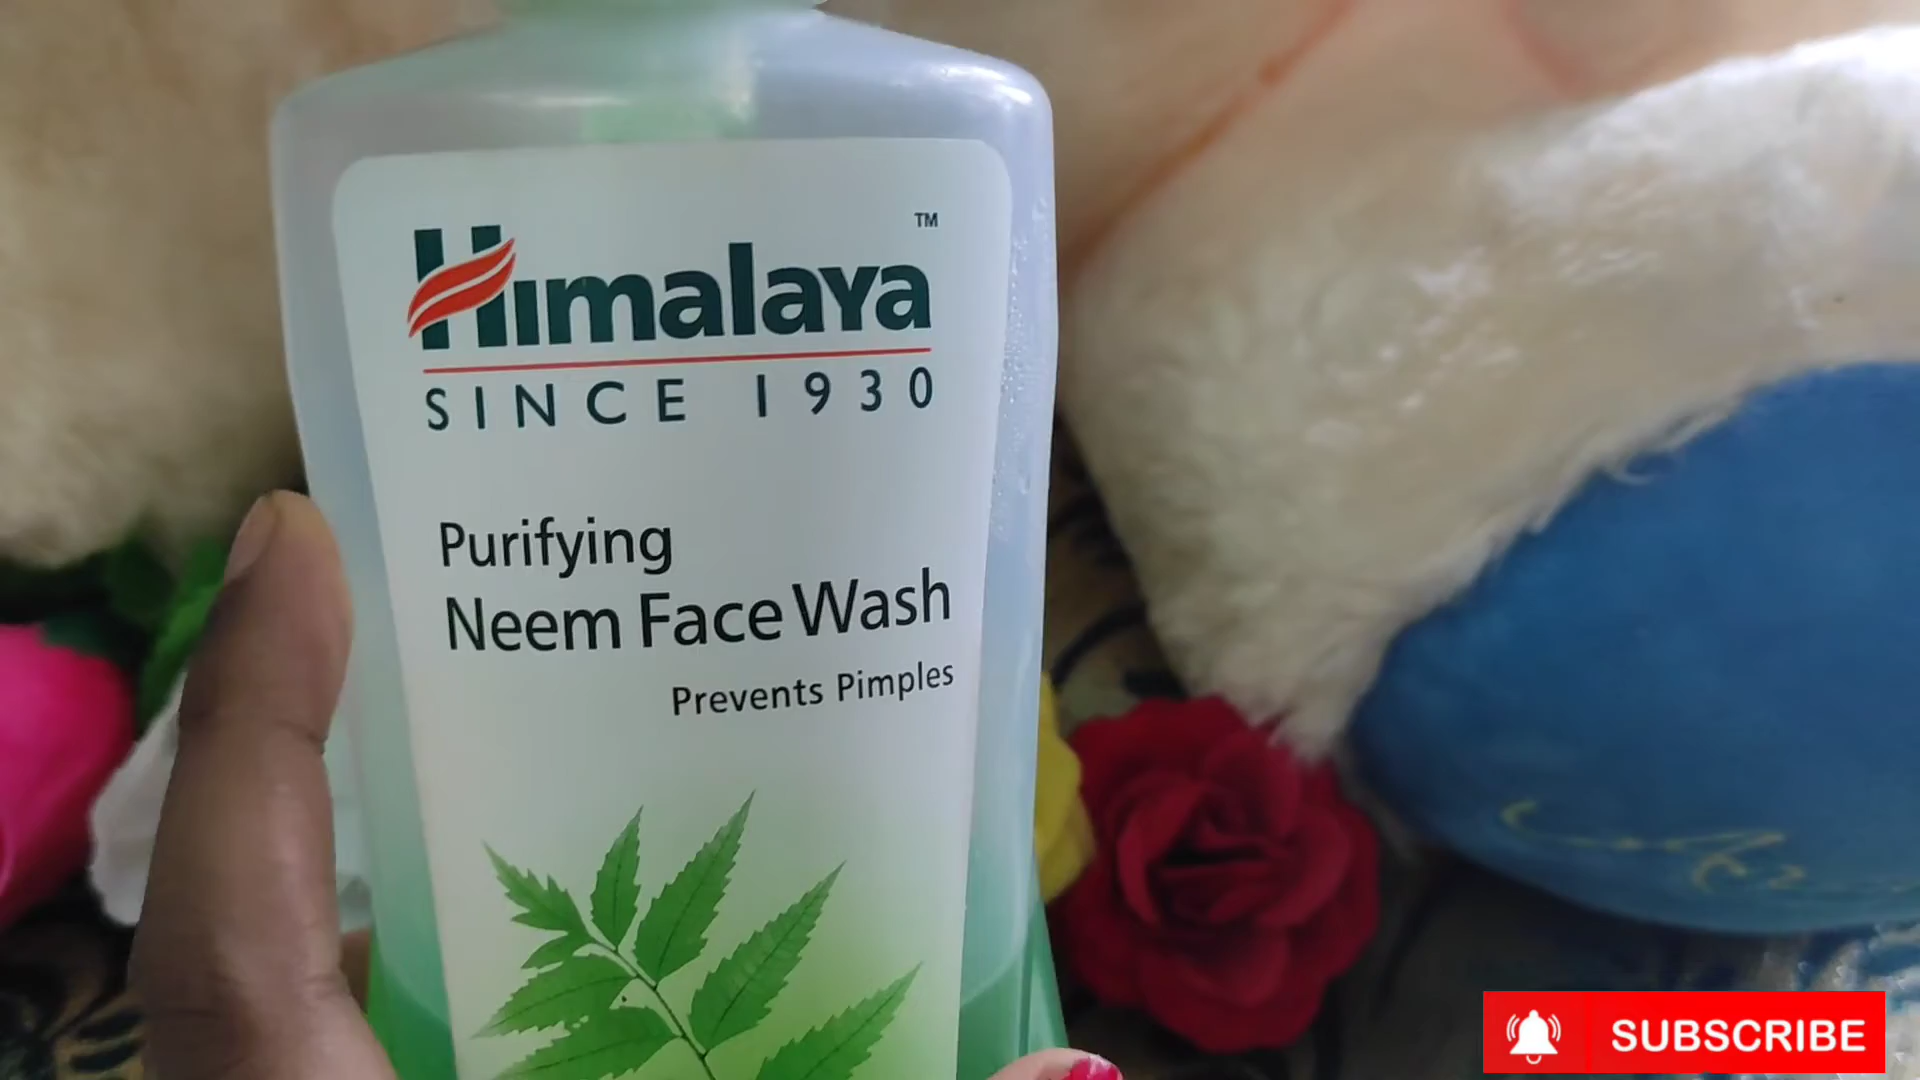 Himalaya
TM
SINCE 1930
Purifying
Neem Face Wash
Prevents Pimples
SUBSCRIBE